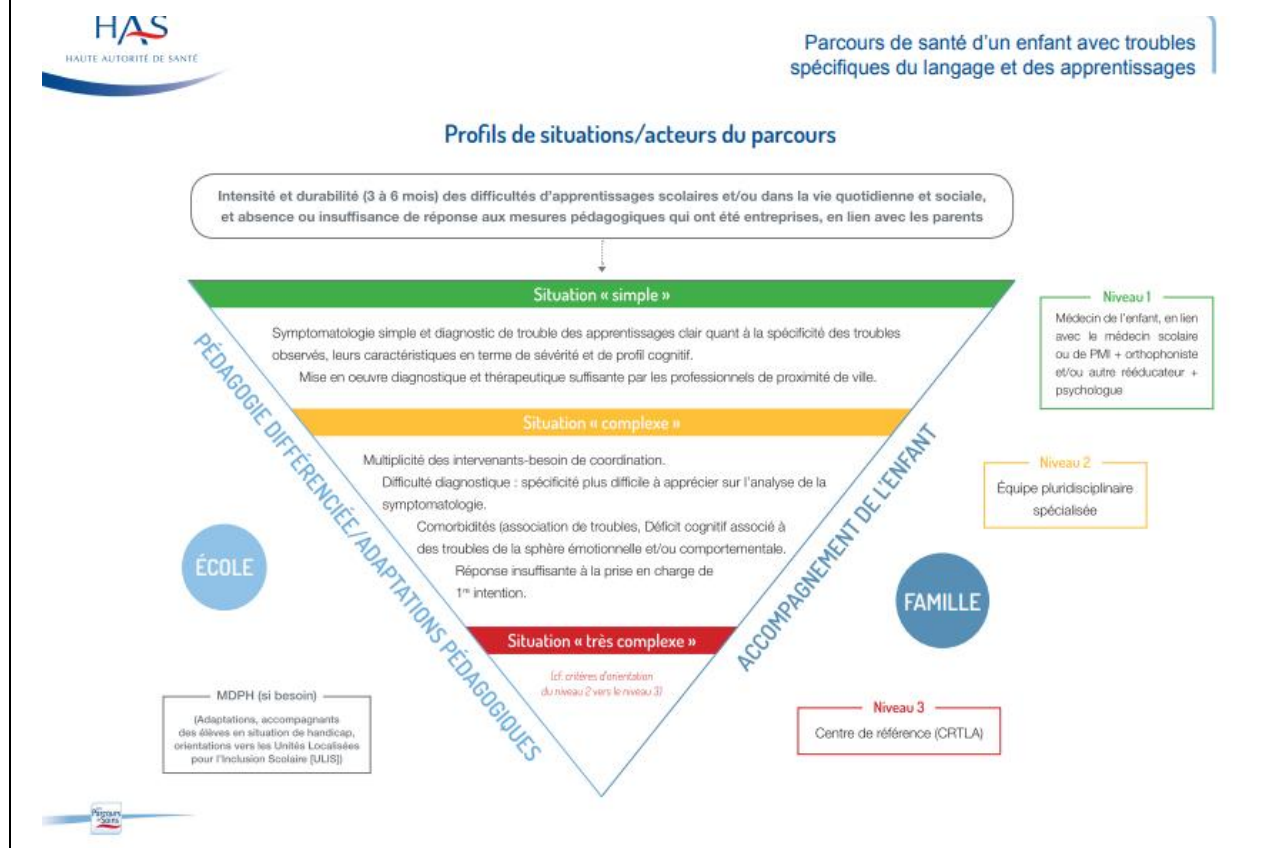 HAS
HAUTE AUTORITÉ DE SANTÉ
Parcours de santé d'un enfant avec troubles
spécifiques du langage et des apprentissages
Profils de situations/acteurs du parcours
Intensité et durabilité (3 à 6 mois) des difficultés d'apprentissages scolaires et/ou dans la vie quotidienne et sociale,
et absence ou insuffisance de réponse aux mesures pédagogiques qui ont été entreprises, en lien avec les parents
Situation « simple »
Symptomatologie simple et diagnostic de trouble des apprentissages clair quant à la spécificité des troubles
observés, leurs caractéristiques en terme de sévérité et de profil cognitif.
Mise en oeuvre diagnostique et thérapeutique suffisante par les professionnels de proximité de ville.
Niveau 1
Médecin de l'enfant, en lien
avec le médecin scolaire
ou de PMI + orthophoniste
et/ou autre rééducateur +
psychologue
Situation « complexe »
Multiplicité des intervenants-besoin de coordination.
Difficulté diagnostique : spécificité plus difficile à apprécier sur l'analyse de la
symptomatologie.
Comorbidités (association de troubles, Déficit cognitif associé à
des troubles de la sphère émotionnelle et/ou comportementale.
Réponse insuffisante à la prise en charge de
1re intention.
Niveau 2
Équipe pluridisciplinaire
spécialisée
PÉDAGOGIE DIFFÉRENCIÉE/ADAPTATIONS PÉDAGOGIQUES
ACCOMPAGNEMENT DE L'ENFANT
ÉCOLE
FAMILLE
Situation « très complexe »
(cf. critères d'orientation
du niveau 2 vers le niveau 3)
MDPH (si besoin)
(Adaptations, accompagnants
des élèves en situation de handicap,
orientations vers les Unités Localisées
pour l'Inclusion Scolaire [ULIS])
Niveau 3
Centre de référence (CRTLA)
Parcours
de Soins